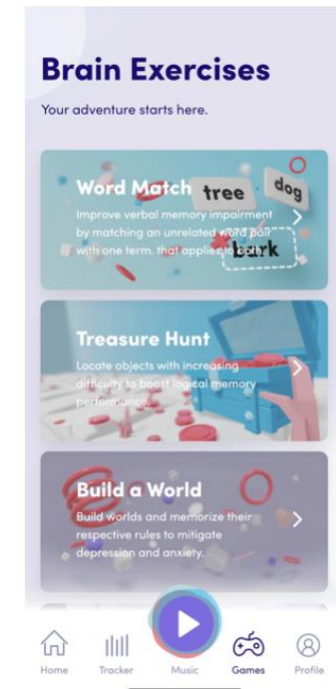 Brain Exercises
Your adventure starts here.
Word Match
tree
dog
Improve verbal memory impairment
by matching an unrelated word pair
with one term. that applies to both.
bark
Treasure Hunt
Locate objects with increasing
difficulty to boost logical memory
performance.
Build a World
Build worlds and memorize their
respective rules to mitigate
depression and anxiety.
Home Tracker Music Games Profile